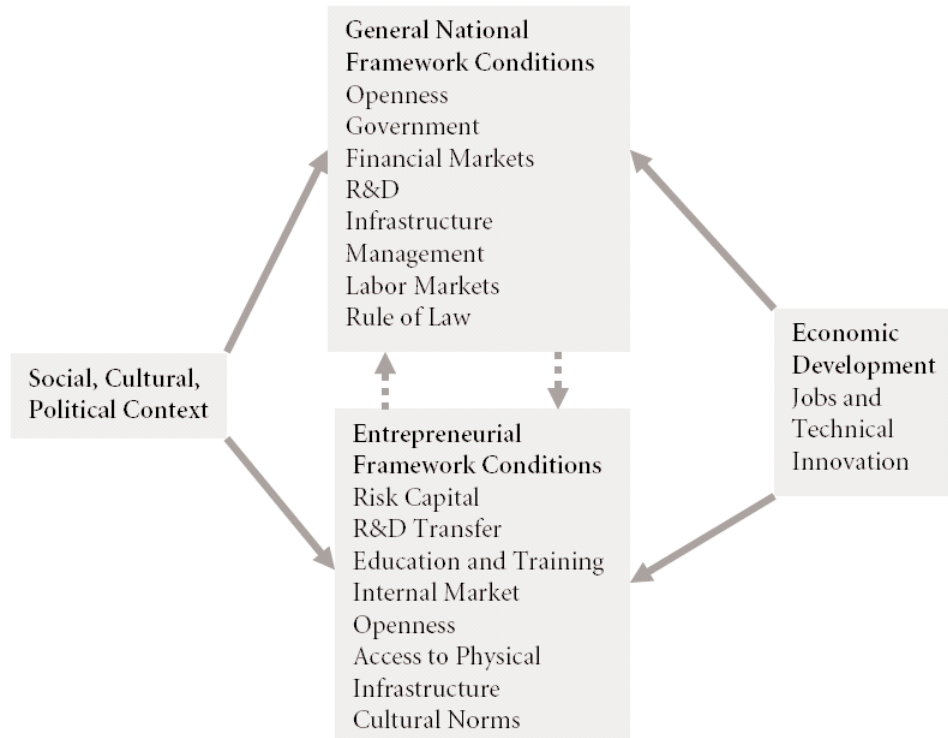 General National
Framework Conditions
Openness
Government
Financial Markets
R&D
Infrastructure
Management
Labor Markets
Rule of Law
Social, Cultural,
Political Context
Economic
Development
Jobs and
Technical
Innovation
Entrepreneurial
Framework Conditions
Risk Capital
R&D Transfer
Education and Training
Internal Market
Openness
Access to Physical
Infrastructure
Cultural Norms